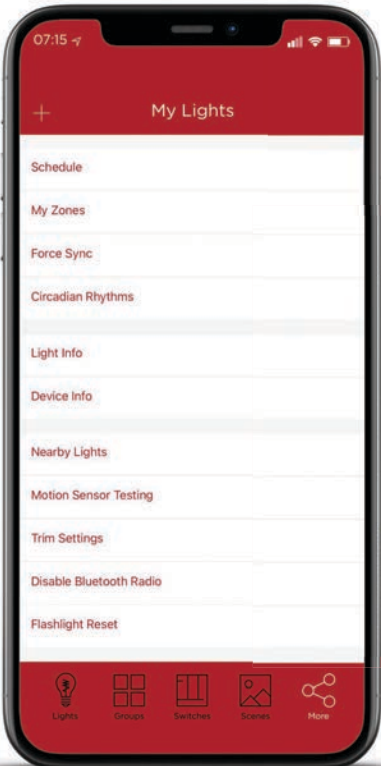 07:15
My Lights
Schedule
My Zones
Force Sync
Circadian Rhythms
Light Info
Device Info
Nearby Lights
Motion Sensor Testing
Trim Settings
Disable Bluetooth Radio
Flashlight Reset
Lights Groups Switches Scenes More